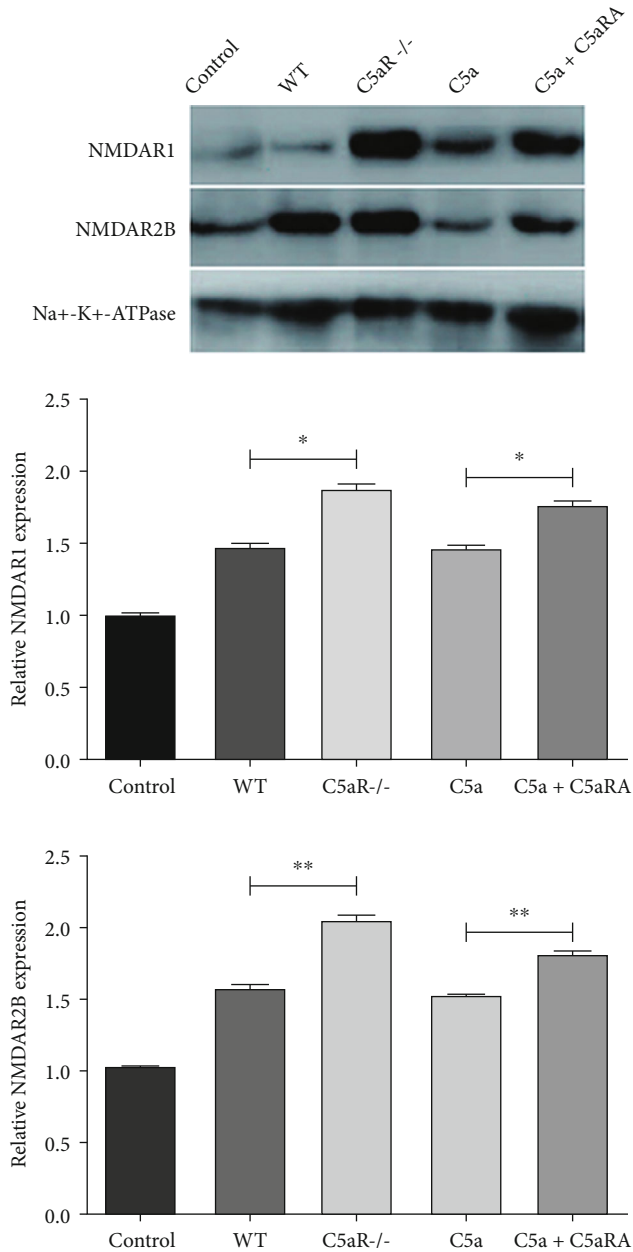 Control
WT
C5aR -/-
C5a
C5a + C5aRA
NMDAR1
NMDAR2B
Na+-K+-ATPase
2.5
2.0
1.5
1.0
0.5
0.0
Relative NMDAR1 expression
*
*
Control
WT
C5aR-/-
C5a
C5a + C5aRA
2.5
2.0
1.5
1.0
0.5
0.0
Relative NMDAR2B expression
**
**
Control
WT
C5aR-/-
C5a
C5a + C5aRA